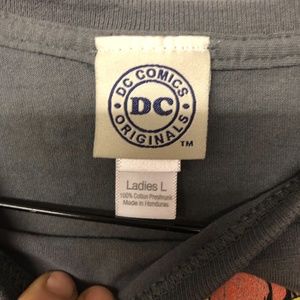 DC COMICS
DC
ORIGINALS
TM
Ladies L
100% Cotton Preshrunk
Made in Honduras